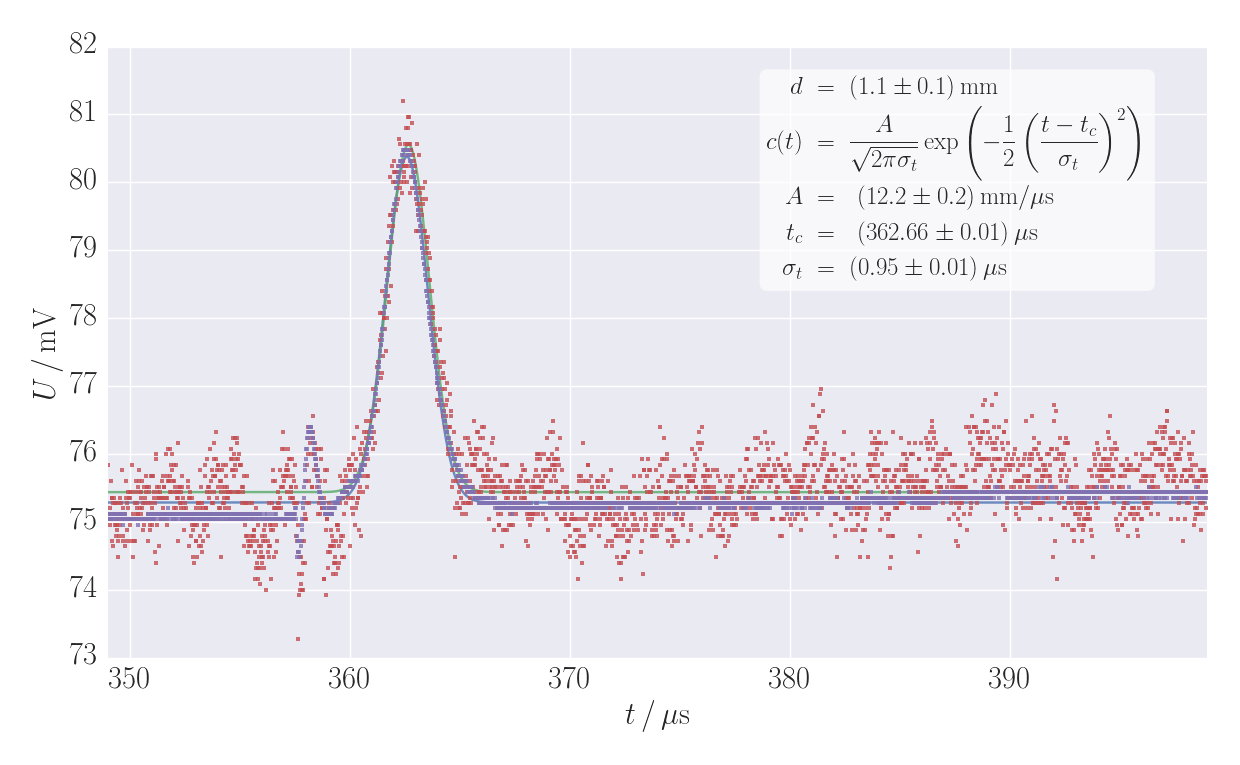 82
81
80
79
78
77
76
75
74
73
U / mV
350 360 370 380 390
t / μs
d = (1.1 ± 0.1) mm
c(t) = A / √(2πσ_t) exp(−1/2 ((t − t_c) / σ_t)²)
A = (12.2 ± 0.2) mm/μs
t_c = (362.66 ± 0.01) μs
σ_t = (0.95 ± 0.01) μs